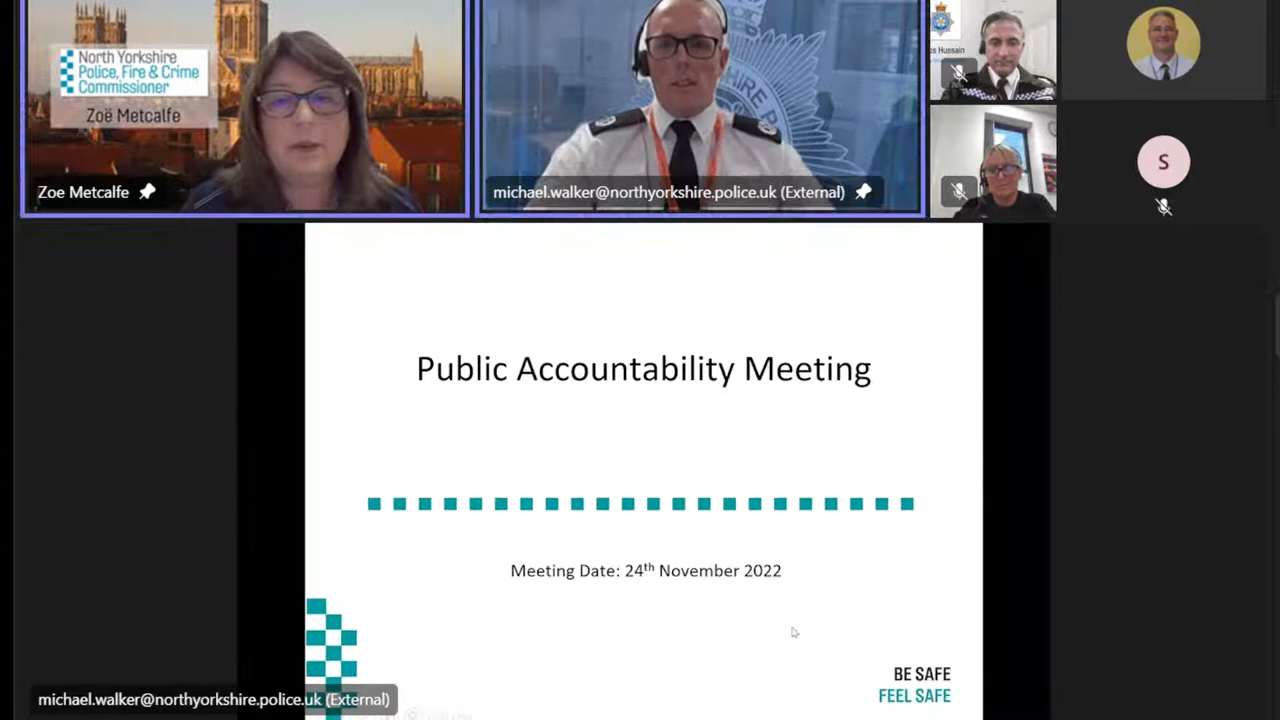 North Yorkshire
Police, Fire & Crime
Commissioner
Zoë Metcalfe
Zoe Metcalfe
michael.walker@northyorkshire.police.uk (External)
Hussain
S
Public Accountability Meeting
Meeting Date: 24th November 2022
BE SAFE
FEEL SAFE
michael.walker@northyorkshire.police.uk (External)